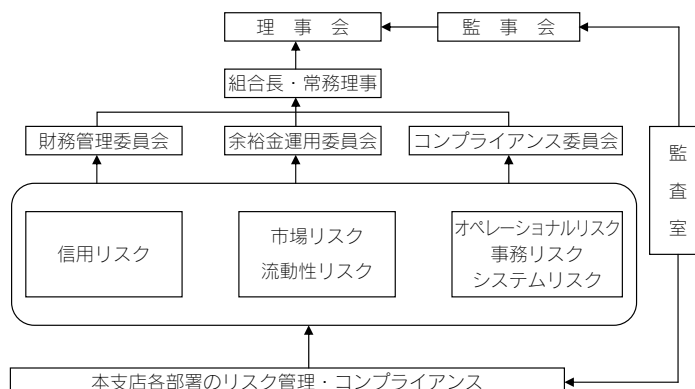 理事会
監事会
組合長・常務理事
財務管理委員会
余裕金運用委員会
コンプライアンス委員会
監査室
信用リスク
市場リスク
流動性リスク
オペレーショナルリスク
事務リスク
システムリスク
本支店各部署のリスク管理・コンプライアンス